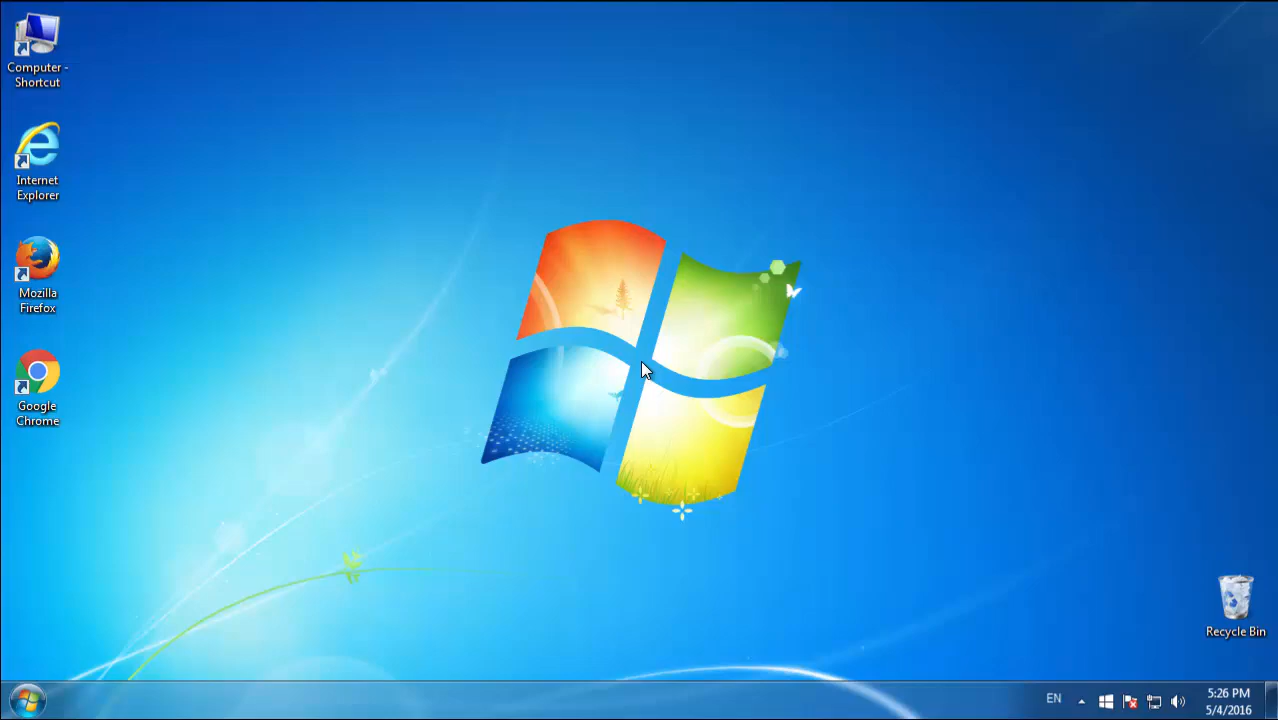 Computer -
Shortcut
Internet
Explorer
Mozilla
Firefox
Google
Chrome
Recycle Bin
EN
5:26 PM
5/4/2016